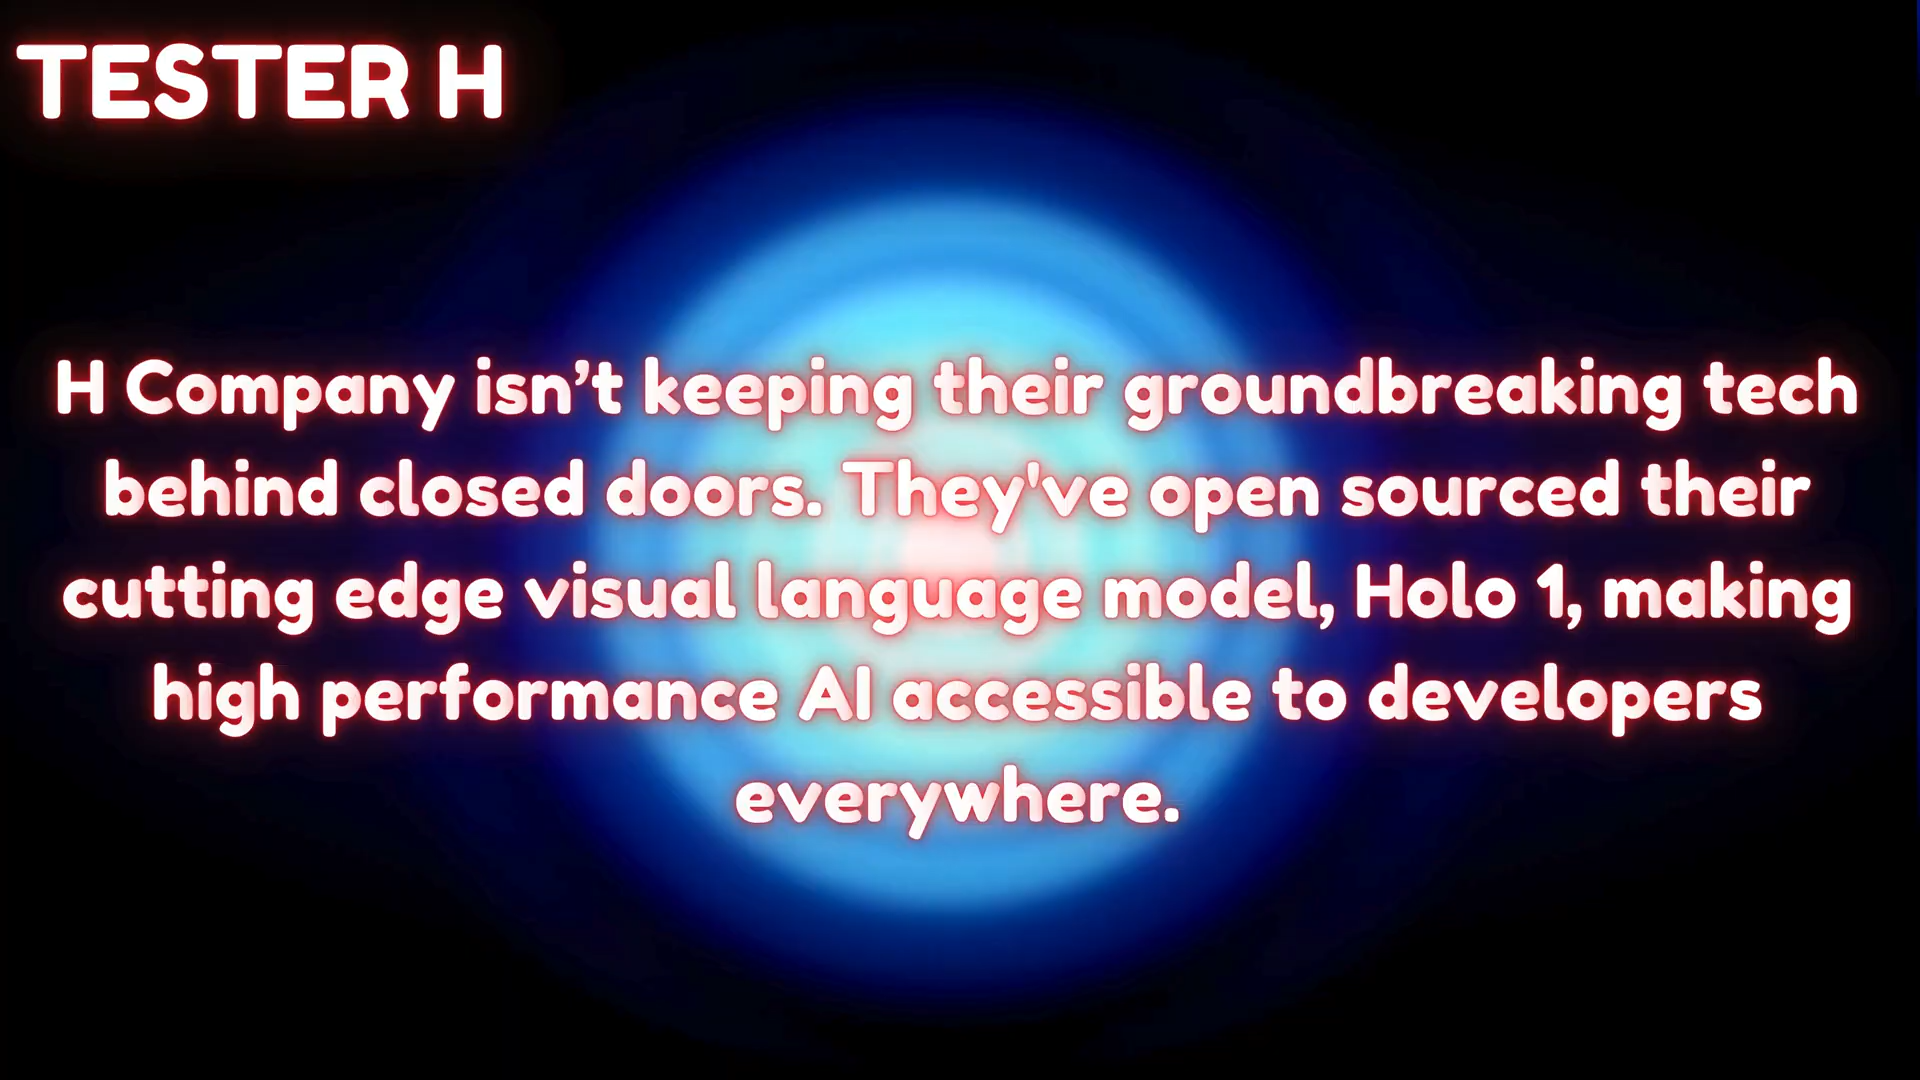 TESTER H
H Company isn’t keeping their groundbreaking tech
behind closed doors. They've open sourced their
cutting edge visual language model, Holo 1, making
high performance AI accessible to developers
everywhere.